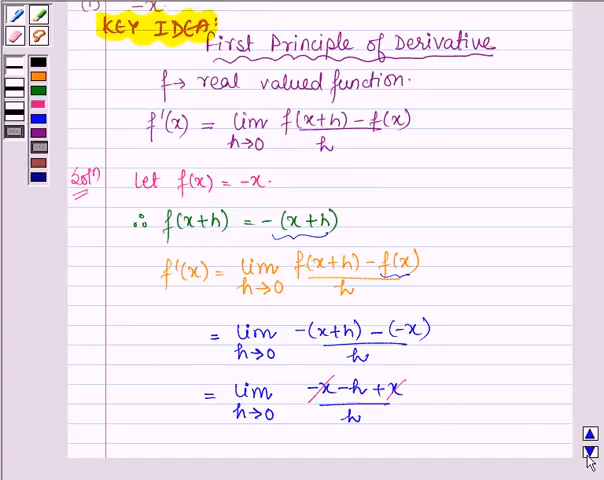 (i) -x.
KEY IDEA:
First Principle of Derivative
f → real valued function.
f'(x) = lim h→0 f(x+h) - f(x) / h
Soln Let f(x) = -x.
∴ f(x+h) = -(x+h)
f'(x) = lim h→0 f(x+h) - f(x) / h
= lim h→0 -(x+h) - (-x) / h
= lim h→0 -x - h + x / h